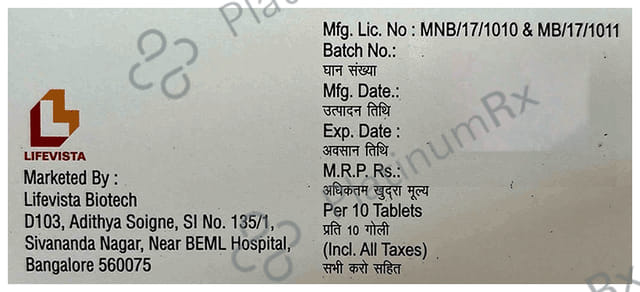 LIFEVISTA
Marketed By :
Lifevista Biotech
D103, Adithya Soigne, SI No. 135/1,
Sivananda Nagar, Near BEML Hospital,
Bangalore 560075
Mfg. Lic. No : MNB/17/1010 & MB/17/1011
Batch No.:
घान संख्या
Mfg. Date.:
उत्पादन तिथि
Exp. Date :
अवसान तिथि
M.R.P. Rs.:
अधिकतम खुदरा मूल्य
Per 10 Tablets
प्रति 10 गोली
(Incl. All Taxes)
सभी करो सहित
PlatinumRx